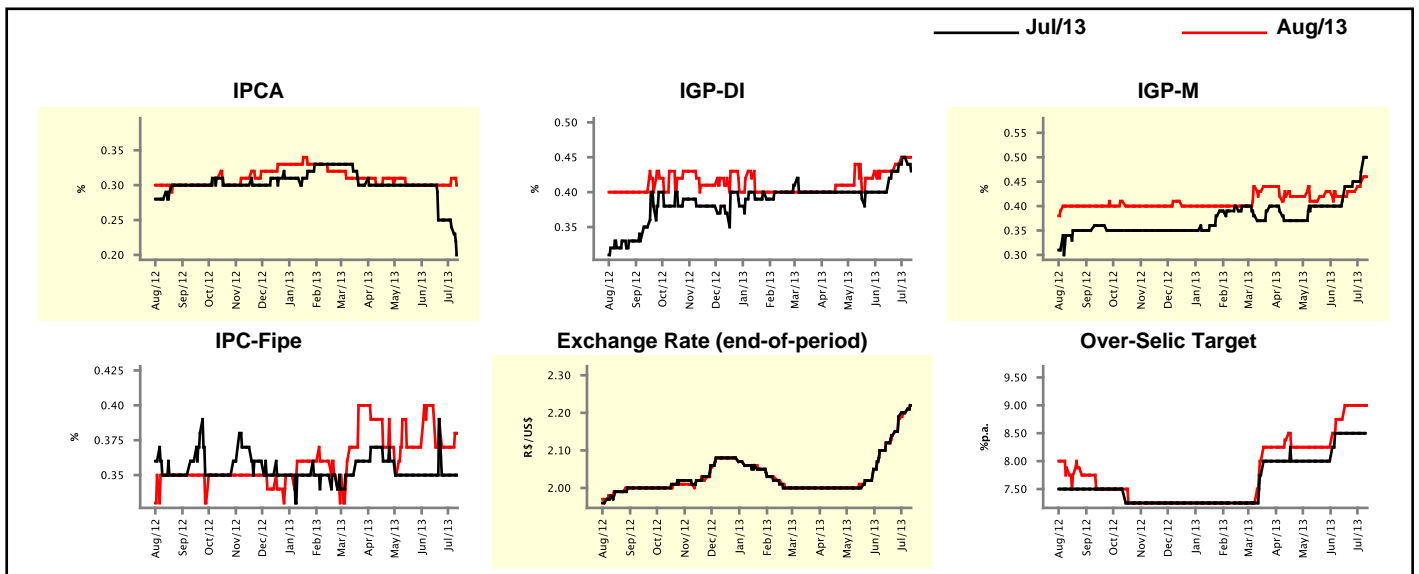 Jul/13 Aug/13
IPCA IGP-DI IGP-M
%
0.35
0.30
0.25
0.20
Aug/12 Sep/12 Oct/12 Nov/12 Dec/12 Jan/13 Feb/13 Mar/13 Apr/13 May/13 Jun/13 Jul/13
%
0.50
0.45
0.40
0.35
Aug/12 Sep/12 Oct/12 Nov/12 Dec/12 Jan/13 Feb/13 Mar/13 Apr/13 May/13 Jun/13 Jul/13
%
0.55
0.50
0.45
0.40
0.35
0.30
Aug/12 Sep/12 Oct/12 Nov/12 Dec/12 Jan/13 Feb/13 Mar/13 Apr/13 May/13 Jun/13 Jul/13
IPC-Fipe Exchange Rate (end-of-period) Over-Selic Target
%
0.425
0.40
0.375
0.35
Aug/12 Sep/12 Oct/12 Nov/12 Dec/12 Jan/13 Feb/13 Mar/13 Apr/13 May/13 Jun/13 Jul/13
R$/US$
2.30
2.20
2.10
2.00
Aug/12 Sep/12 Oct/12 Nov/12 Dec/12 Jan/13 Feb/13 Mar/13 Apr/13 May/13 Jun/13 Jul/13
%p.a.
9.50
9.00
8.50
8.00
7.50
Aug/12 Sep/12 Oct/12 Nov/12 Dec/12 Jan/13 Feb/13 Mar/13 Apr/13 May/13 Jun/13 Jul/13